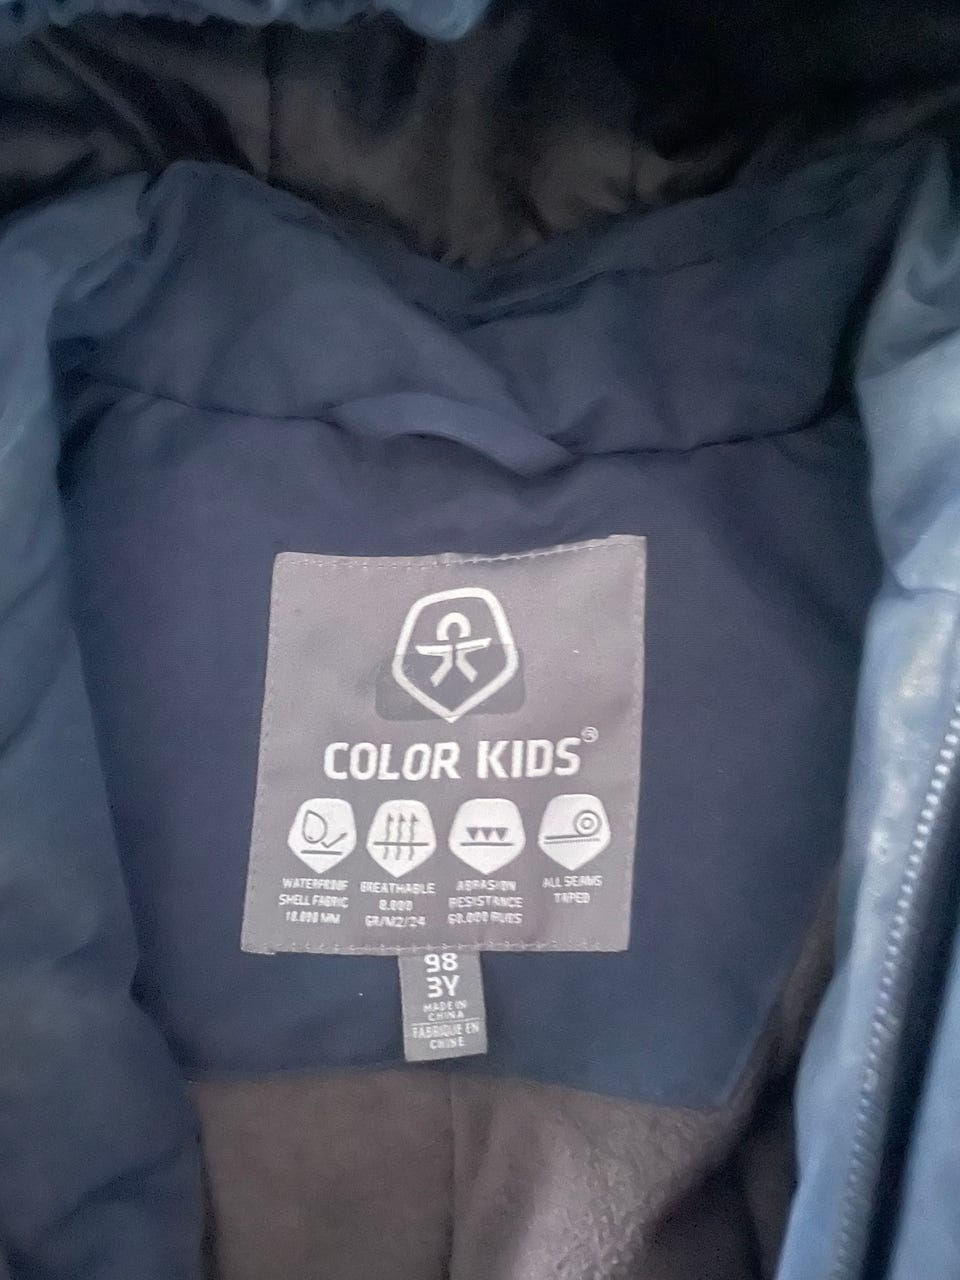 COLOR KIDS®
WATERPROOF
SHELL FABRIC
10.000 MM
BREATHABLE
8.000
GR/M2/24
ABRASION
RESISTANCE
60.000 RUBS
ALL SEAMS
TAPED
98
3Y
MADE IN
CHINA
FABRIQUE EN
CHINE